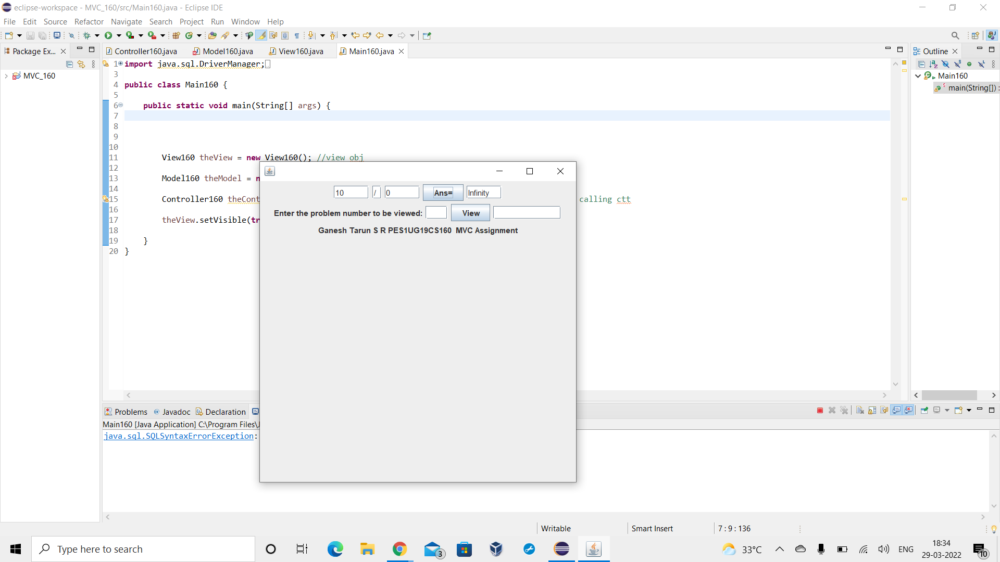 eclipse-workspace - MVC_160/src/Main160.java - Eclipse IDE
File Edit Source Refactor Navigate Search Project Run Window Help
Package Ex...
Controller160.java Model160.java View160.java Main160.java
Outline
MVC_160
Main160
main(String[]) :
1 import java.sql.DriverManager;
3
4 public class Main160 {
5
6 public static void main(String[] args) {
7
8
9
10
11 View160 theView = new View160(); //view obj
12
13 Model160 theModel = n
14
15 Controller160 theCont calling ctt
16
17 theView.setVisible(tr
18
19 }
20 }
10 / 0 Ans= Infinity
Enter the problem number to be viewed: View
Ganesh Tarun S R PES1UG19CS160 MVC Assignment
Problems @ Javadoc Declaration
Main160 [Java Application] C:\Program Files\J
java.sql.SQLSyntaxErrorException:
Writable Smart Insert 7 : 9 : 136
Type here to search
3
33°C
ENG
18:34
29-03-2022
10